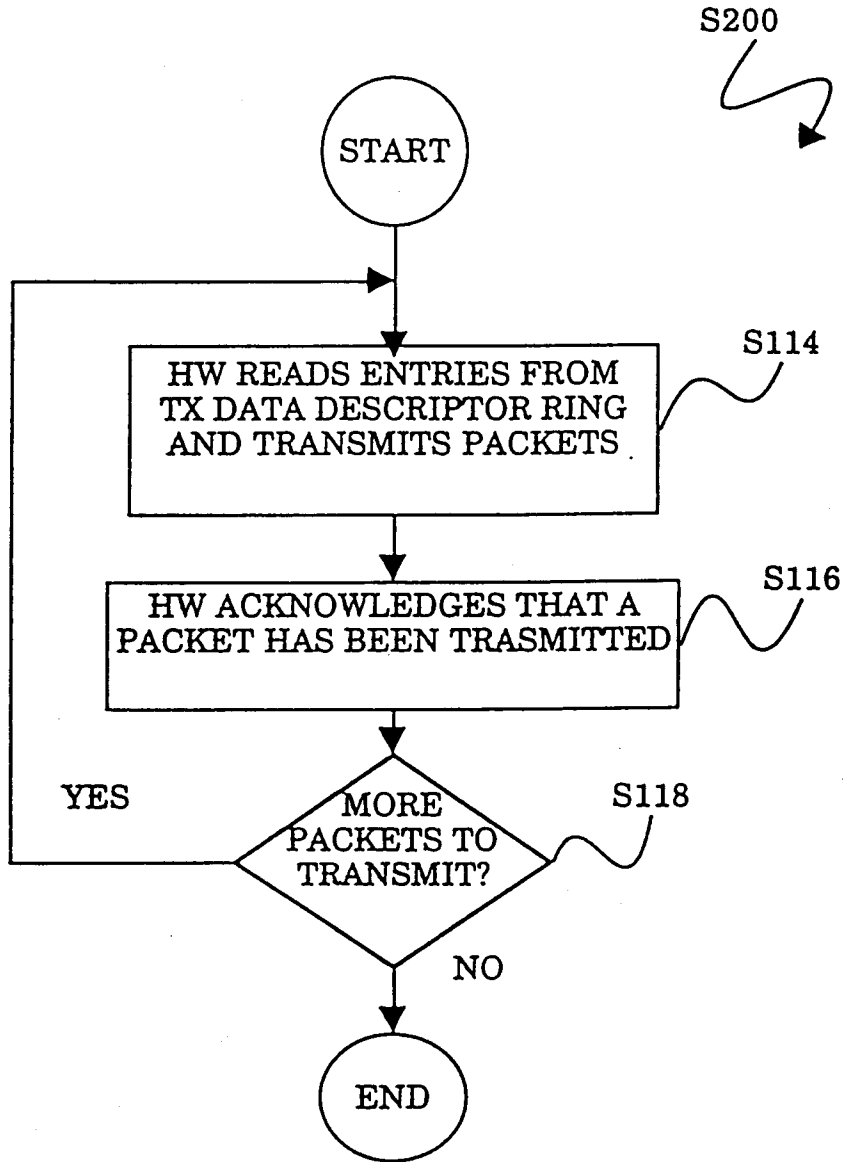 S200
START
S114
HW READS ENTRIES FROM
TX DATA DESCRIPTOR RING
AND TRANSMITS PACKETS
S116
HW ACKNOWLEDGES THAT A
PACKET HAS BEEN TRASMITTED
YES
MORE
PACKETS TO
TRANSMIT?
S118
NO
END